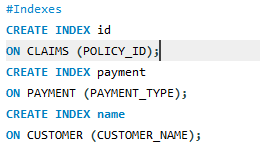 #Indexes
CREATE INDEX id
ON CLAIMS (POLICY_ID);
CREATE INDEX payment
ON PAYMENT (PAYMENT_TYPE);
CREATE INDEX name
ON CUSTOMER (CUSTOMER_NAME);